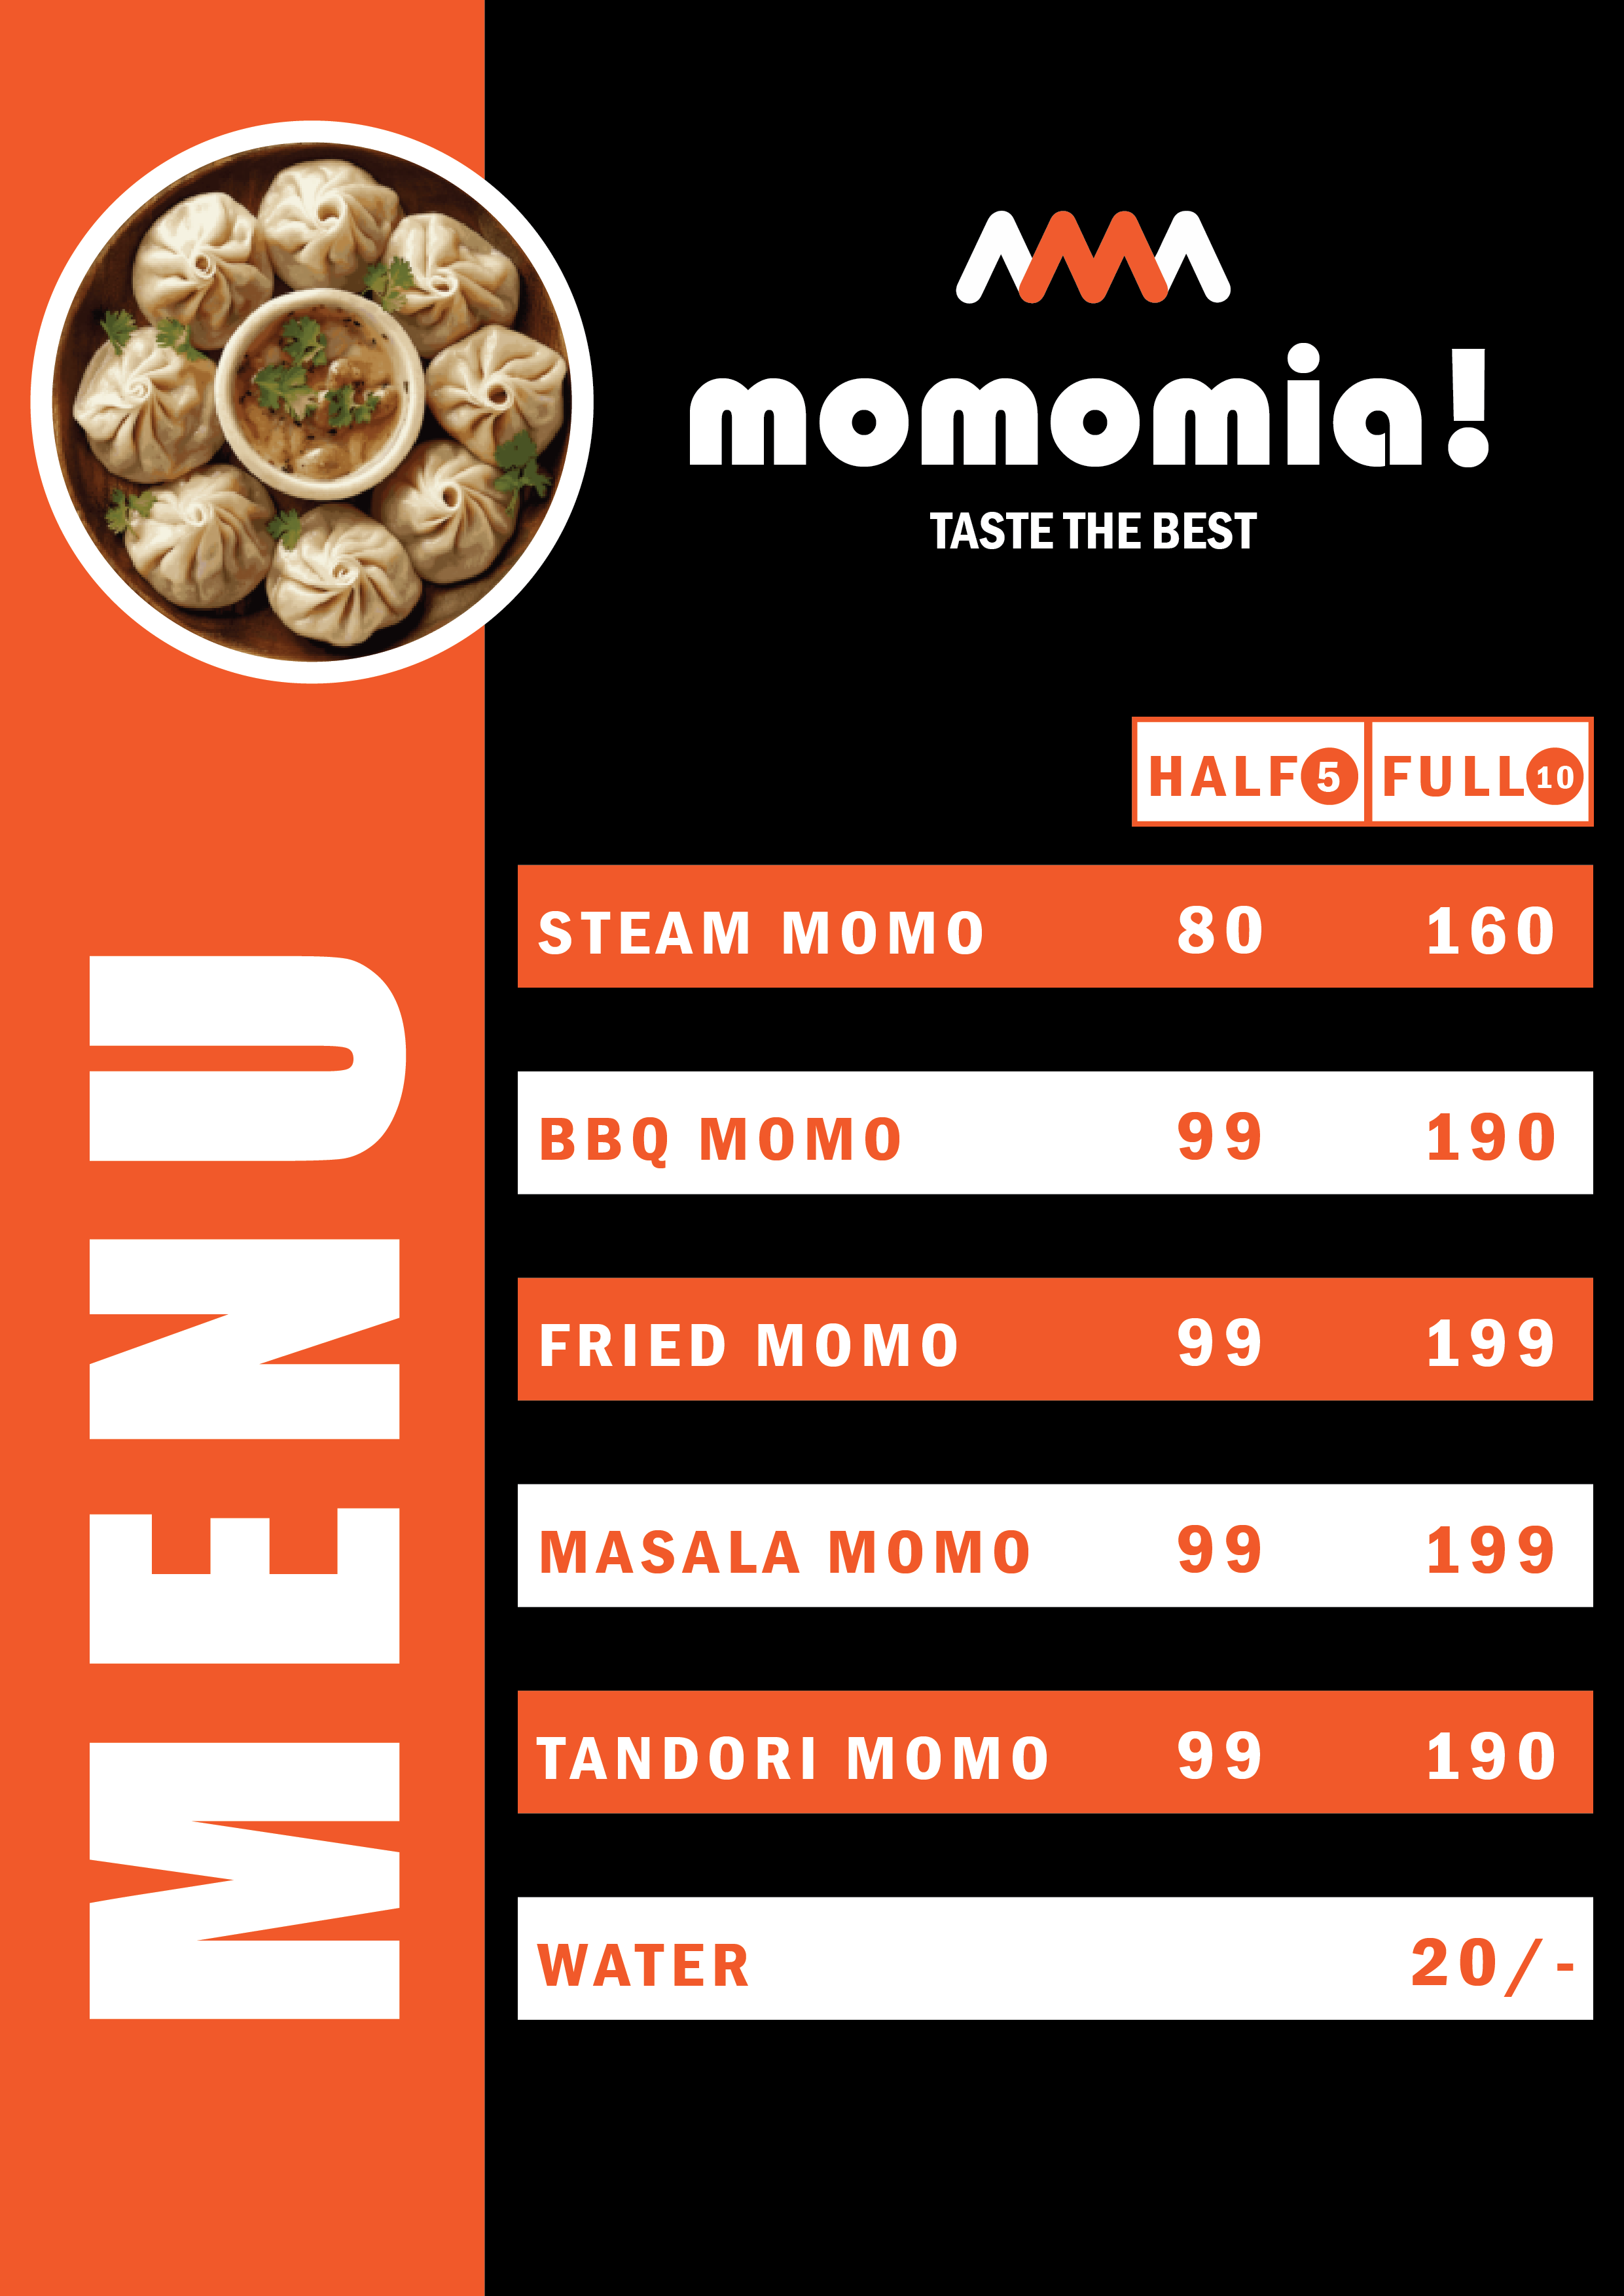 momomia!
TASTE THE BEST
MENU
HALF 5 FULL 10
STEAM MOMO 80 160
BBQ MOMO 99 190
FRIED MOMO 99 199
MASALA MOMO 99 199
TANDORI MOMO 99 190
WATER 20/-